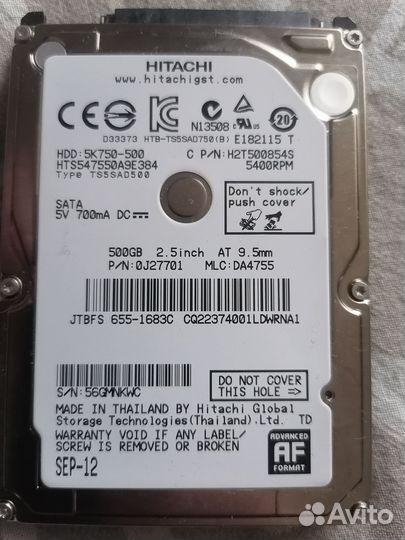 HITACHI
www.hitachigst.com
N13508
20
D33373 HTB-TS5SAD750(B) E182115 T
HDD: 5K750-500 C P/N: H2T500854S
HTS547550A9E384 5400RPM
Type TS5SAD500
Don't shock/
push cover
SATA
5V 700mA DC
500GB 2.5inch AT 9.5mm
P/N: 0J27701 MLC: DA4755
JTBFS 655-1683C CQ22374001LDWRNA1
S/N: 56GMNKWC
DO NOT COVER
THIS HOLE
MADE IN THAILAND BY Hitachi Global
Storage Technologies(Thailand).Ltd. TD
WARRANTY VOID IF ANY LABEL/
SCREW IS REMOVED OR BROKEN
SEP-12
ADVANCED
AF
FORMAT
Avito